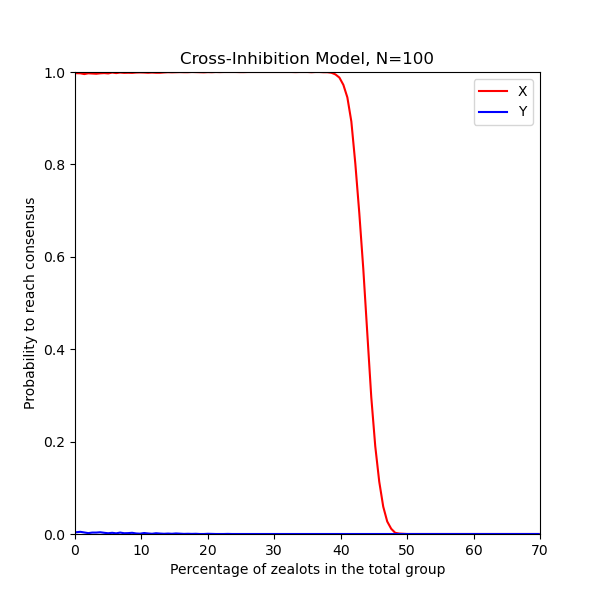 Cross-Inhibition Model, N=100
Probability to reach consensus
1.0
0.8
0.6
0.4
0.2
0.0
X
Y
0 10 20 30 40 50 60 70
Percentage of zealots in the total group